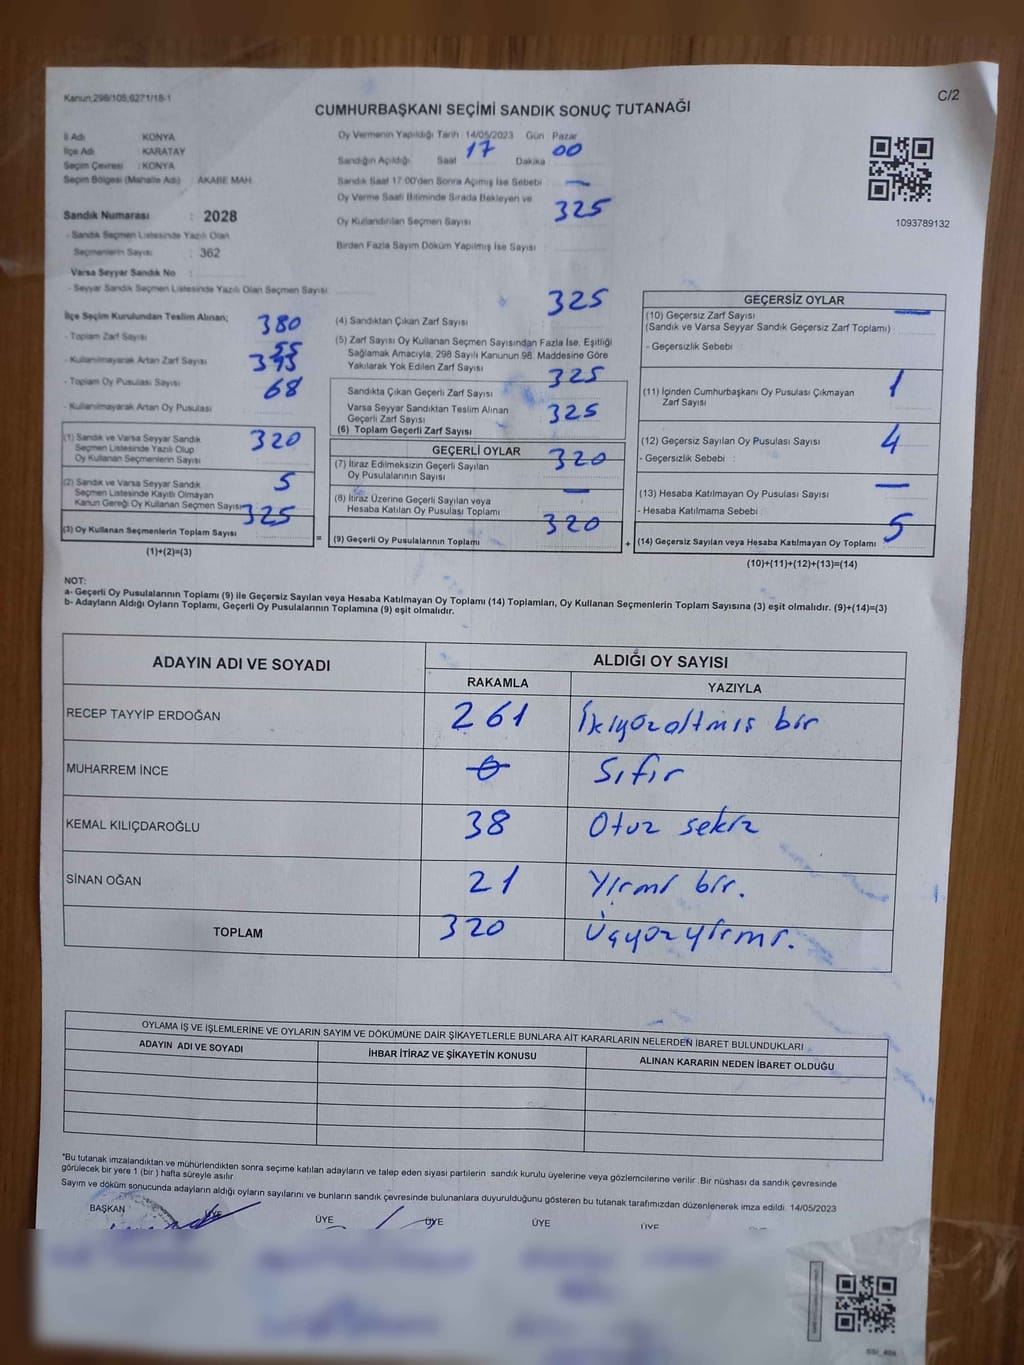 Kanun,298/105,6271/18-1
C/2
CUMHURBAŞKANI SEÇİMİ SANDIK SONUÇ TUTANAĞI
İl Adı KONYA
İlçe Adı KARATAY
Seçim Çevresi : KONYA
Seçim Bölgesi (Mahalle Adı) : AKABE MAH.
Sandık Numarası : 2028
- Sandık Seçmen Listesinde Yazılı Olan
Seçmenlerin Sayısı : 362
Varsa Seyyar Sandık No :
- Seyyar Sandık Seçmen Listesinde Yazılı Olan Seçmen Sayısı:
Oy Vermenin Yapıldığı Tarih 14/05/2023 Gün Pazar
Sandığın Açıldığı Saat 17 Dakika 00
Sandık Saat 17:00'den Sonra Açımış İse Sebebi —
Oy Verme Saati Bitiminde Sırada Bekleyen ve
Oy Kullandırılan Seçmen Sayısı 325
Birden Fazla Sayım Döküm Yapılmış İse Sayısı
1093789132
İlçe Seçim Kurulundan Teslim Alınan;
- Toplam Zarf Sayısı 380
- Kullanılmayarak Artan Zarf Sayısı 55
- Toplam Oy Pusulası Sayısı
- Kullanılmayarak Artan Oy Pusulası 68
(1) Sandık ve Varsa Seyyar Sandık
Seçmen Listesinde Yazılı Olup
Oy Kullanan Seçmenlerin Sayısı 320
(2) Sandık ve Varsa Seyyar Sandık
Seçmen Listesinde Kayıtlı Olmayan
Kanun Gereği Oy Kullanan Seçmen Sayısı 5
(3) Oy Kullanan Seçmenlerin Toplam Sayısı 325
(1)+(2)=(3)
=
(4) Sandıktan Çıkan Zarf Sayısı 325
(5) Zarf Sayısı Oy Kullanan Seçmen Sayısından Fazla İse, Eşitliği
Sağlamak Amacıyla, 298 Sayılı Kanunun 98. Maddesine Göre
Yakılarak Yok Edilen Zarf Sayısı
Sandıkta Çıkan Geçerli Zarf Sayısı 325
Varsa Seyyar Sandıktan Teslim Alınan
Geçerli Zarf Sayısı
(6) Toplam Geçerli Zarf Sayısı 325
GEÇERLİ OYLAR
(7) İtiraz Edilmeksizin Geçerli Sayılan
Oy Pusulalarının Sayısı 320
(8) İtiraz Üzerine Geçerli Sayılan veya
Hesaba Katılan Oy Pusulası Toplamı —
(9) Geçerli Oy Pusulalarının Toplamı 320
+
GEÇERSİZ OYLAR
(10) Geçersiz Zarf Sayısı —
(Sandık ve Varsa Seyyar Sandık Geçersiz Zarf Toplamı)
- Geçersizlik Sebebi :
(11) İçinden Cumhurbaşkanı Oy Pusulası Çıkmayan
Zarf Sayısı 1
(12) Geçersiz Sayılan Oy Pusulası Sayısı 4
- Geçersizlik Sebebi :
(13) Hesaba Katılmayan Oy Pusulası Sayısı —
- Hesaba Katılmama Sebebi :
(14) Geçersiz Sayılan veya Hesaba Katılmayan Oy Toplamı 5
(10)+(11)+(12)+(13)=(14)
NOT:
a- Geçerli Oy Pusulalarının Toplamı (9) ile Geçersiz Sayılan veya Hesaba Katılmayan Oy Toplamı (14) Toplamları, Oy Kullanan Seçmenlerin Toplam Sayısına (3) eşit olmalıdır. (9)+(14)=(3)
b- Adayların Aldığı Oyların Toplamı, Geçerli Oy Pusulalarının Toplamına (9) eşit olmalıdır.
ADAYIN ADI VE SOYADI ALDIĞI OY SAYISI
RAKAMLA YAZIYLA
RECEP TAYYİP ERDOĞAN 261 İkiyüzaltmış bir
MUHARREM İNCE 0 Sıfır
KEMAL KILIÇDAROĞLU 38 Otuz sekiz
SİNAN OĞAN 21 Yirmi bir.
TOPLAM 320 Üçyüzyirmi.
OYLAMA İŞ VE İŞLEMLERİNE VE OYLARIN SAYIM VE DÖKÜMÜNE DAİR ŞİKAYETLERLE BUNLARA AİT KARARLARIN NELERDEN İBARET BULUNDUKLARI
ADAYIN ADI VE SOYADI İHBAR İTİRAZ VE ŞİKAYETİN KONUSU ALINAN KARARIN NEDEN İBARET OLDUĞU
*Bu tutanak imzalandıktan ve mühürlendikten sonra seçime katılan adayların ve talep eden siyasi partilerin sandık kurulu üyelerine veya gözlemcilerine verilir. Bir nüshası da sandık çevresinde
görülecek bir yere 1 (bir ) hafta süreyle asılır.
Sayım ve döküm sonucunda adayların aldığı oyların sayılarını ve bunların sandık çevresinde bulunanlara duyurulduğunu gösteren bu tutanak tarafımızdan düzenlenerek imza edildi. 14/05/2023
BAŞKAN ÜYE ÜYE ÜYE ÜYE ÜYE